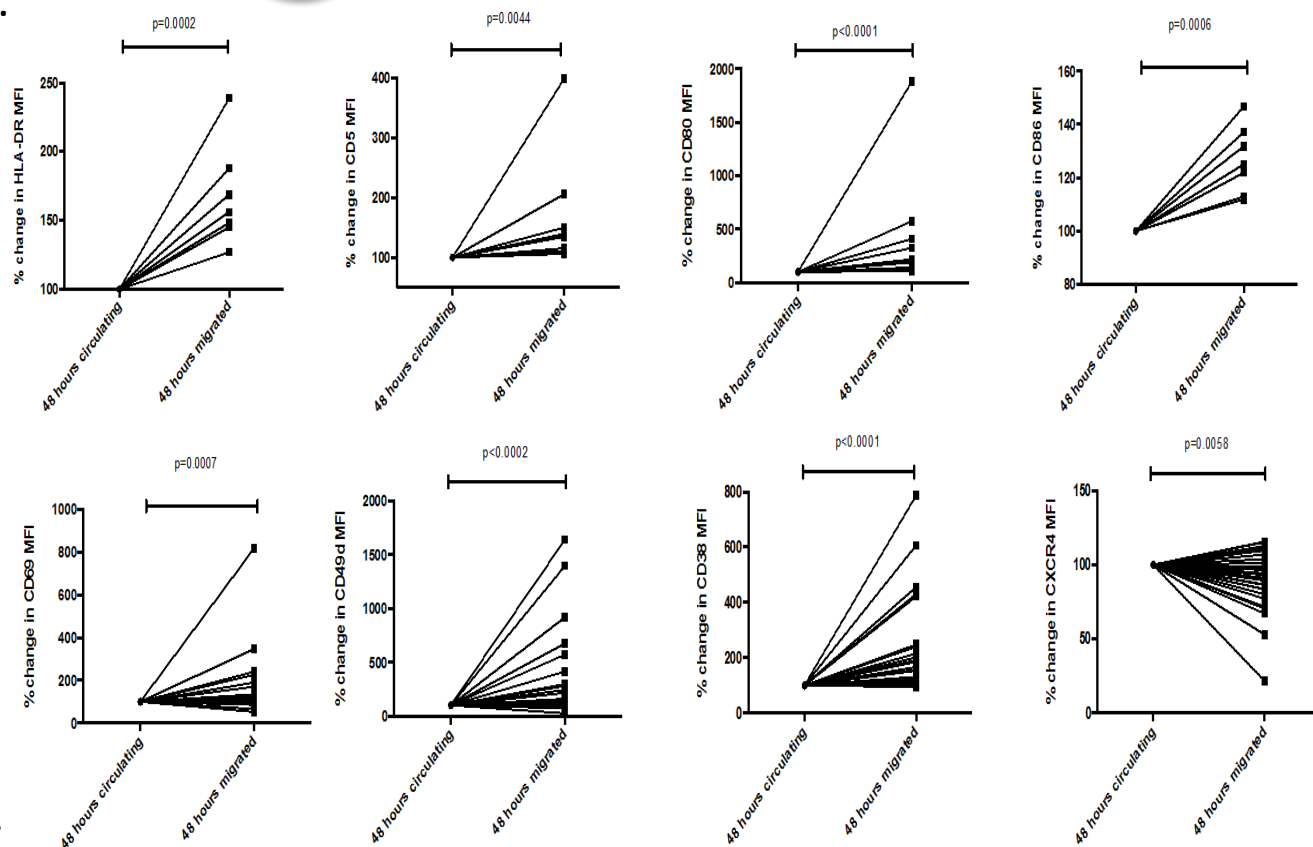 p=0.0002
p=0.0044
p<0.0001
p=0.0006
% change in HLA-DR MFI
250
200
150
100
48 hours circulating
48 hours migrated
% change in CD5 MFI
400
300
200
100
48 hours circulating
48 hours migrated
% change in CD80 MFI
2000
1500
1000
500
0
48 hours circulating
48 hours migrated
% change in CD86 MFI
160
140
120
100
80
48 hours circulating
48 hours migrated
p=0.0007
p<0.0002
p<0.0001
p=0.0058
% change in CD69 MFI
1000
800
600
400
200
0
48 hours circulating
48 hours migrated
% change in CD49d MFI
2000
1500
1000
500
0
48 hours circulating
48 hours migrated
% change in CD38 MFI
800
600
400
200
0
48 hours circulating
48 hours migrated
% change in CXCR4 MFI
150
100
50
0
48 hours circulating
48 hours migrated